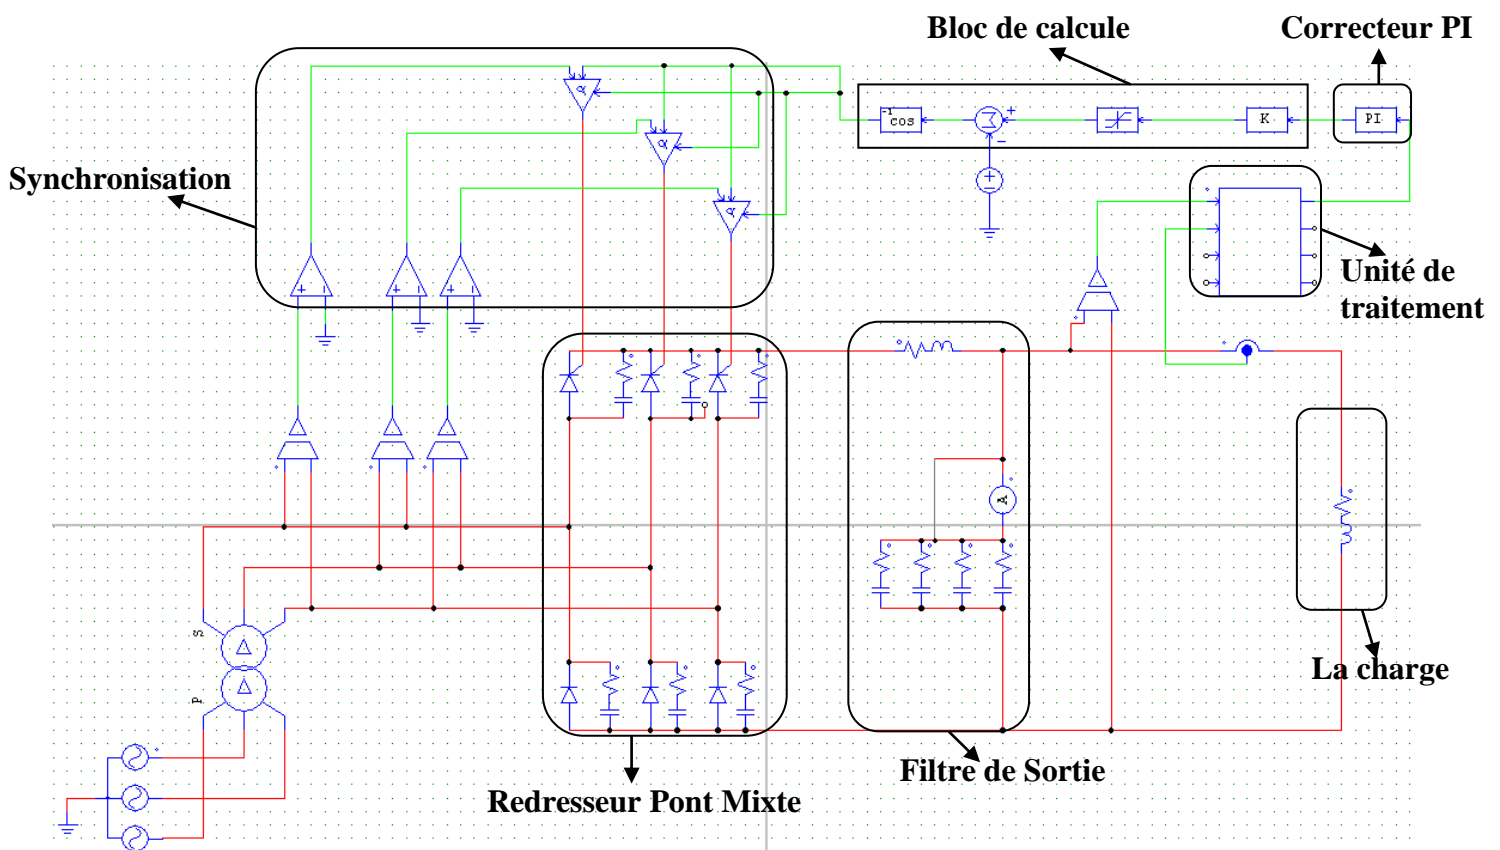 Bloc de calcule
Correcteur PI
-1
cos
Σ
+
−
K
PI
α
α
α
Synchronisation
Unité de
traitement
+ −
+ −
+ −
A
S
Δ
Δ
P
La charge
Filtre de Sortie
Redresseur Pont Mixte